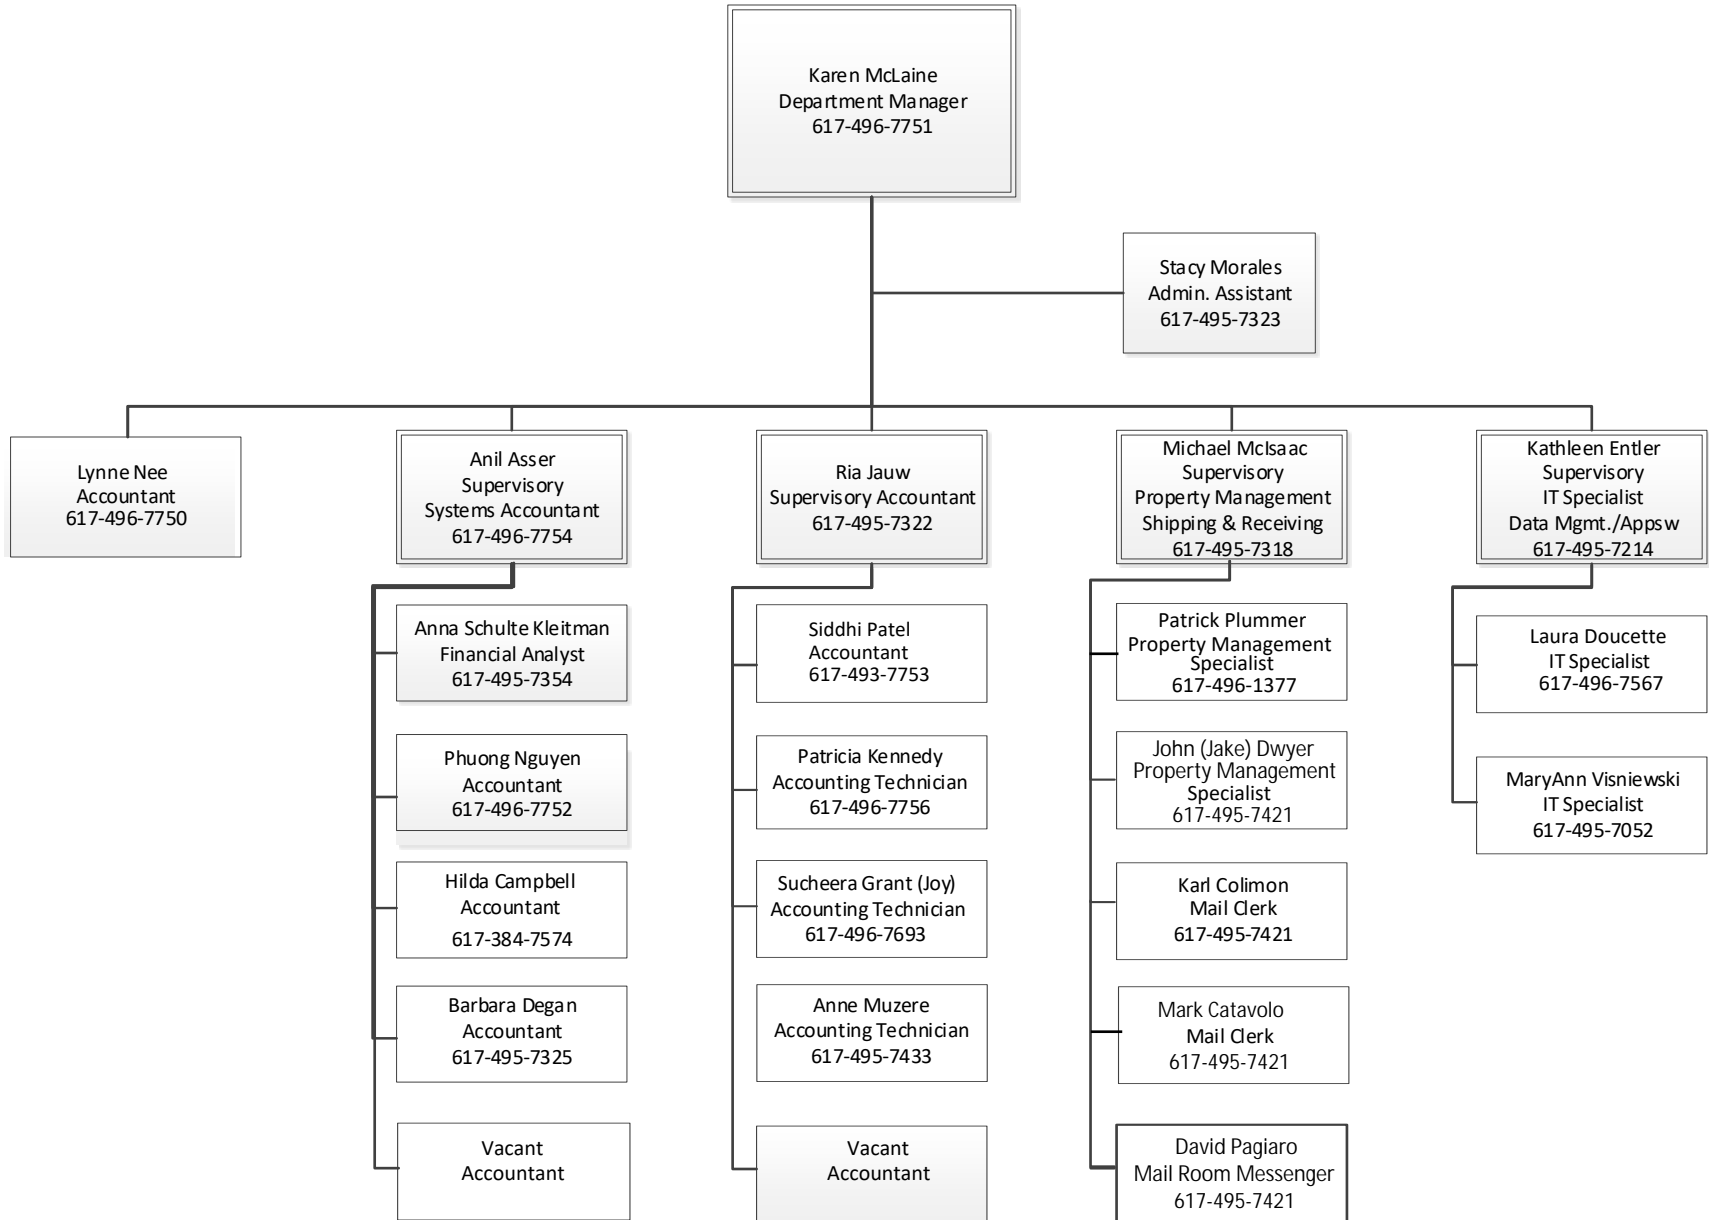 Karen McLaine
Department Manager
617-496-7751
Stacy Morales
Admin. Assistant
617-495-7323
Lynne Nee
Accountant
617-496-7750
Anil Asser
Supervisory
Systems Accountant
617-496-7754
Ria Jauw
Supervisory Accountant
617-495-7322
Michael McIsaac
Supervisory
Property Management
Shipping & Receiving
617-495-7318
Kathleen Entler
Supervisory
IT Specialist
Data Mgmt./Appsw
617-495-7214
Anna Schulte Kleitman
Financial Analyst
617-495-7354
Phuong Nguyen
Accountant
617-496-7752
Hilda Campbell
Accountant
617-384-7574
Barbara Degan
Accountant
617-495-7325
Vacant
Accountant
Siddhi Patel
Accountant
617-493-7753
Patricia Kennedy
Accounting Technician
617-496-7756
Sucheera Grant (Joy)
Accounting Technician
617-496-7693
Anne Muzere
Accounting Technician
617-495-7433
Vacant
Accountant
Patrick Plummer
Property Management
Specialist
617-496-1377
John (Jake) Dwyer
Property Management
Specialist
617-495-7421
Karl Colimon
Mail Clerk
617-495-7421
Mark Catavolo
Mail Clerk
617-495-7421
David Pagiaro
Mail Room Messenger
617-495-7421
Laura Doucette
IT Specialist
617-496-7567
MaryAnn Visniewski
IT Specialist
617-495-7052